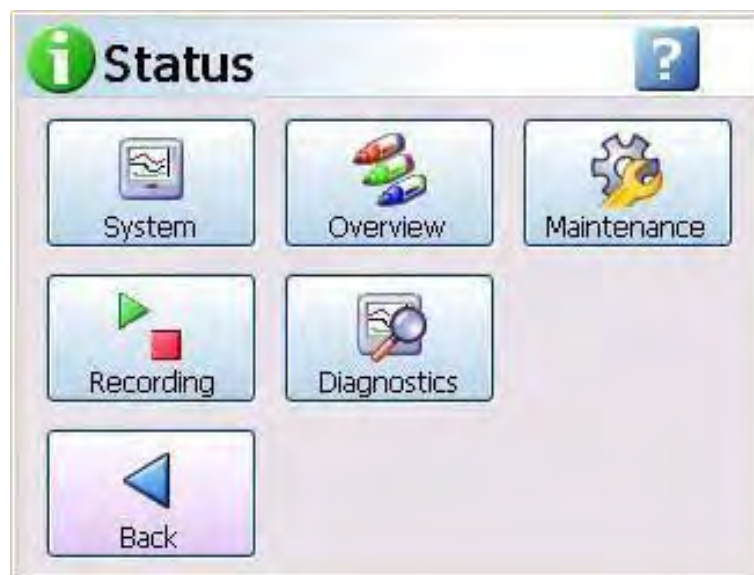 Status
?
System
Overview
Maintenance
Recording
Diagnostics
Back